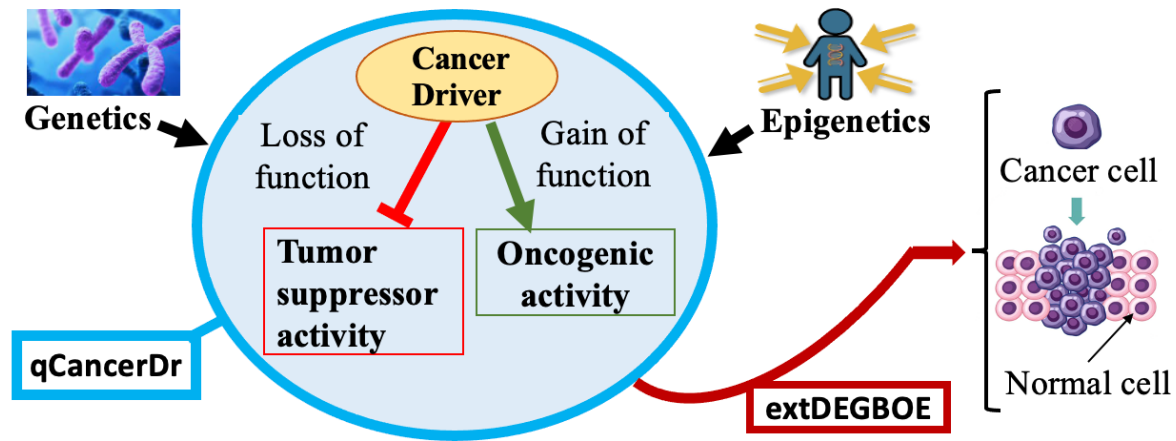 Genetics
Cancer
Driver
Epigenetics
Loss of
function
Gain of
function
Tumor
suppressor
activity
Oncogenic
activity
qCancerDr
extDEGBOE
Cancer cell
Normal cell